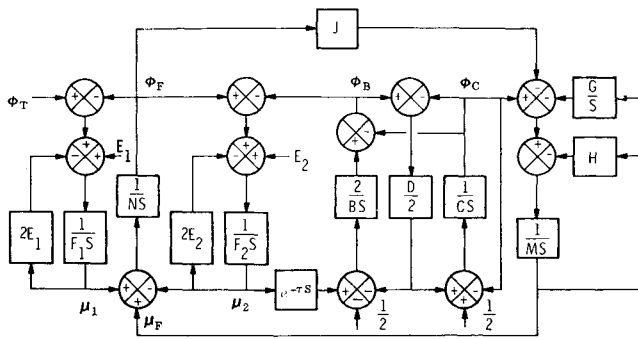 J
Φ_T
+ -
Φ_F
+ -
Φ_B
+ -
Φ_C
+ - -
G/S
- + +
E_1
- + +
E_2
+ -
- + +
H
2E_1
1/F_1S
1/NS
2E_2
1/F_2S
2/BS
D/2
1/CS
1/MS
μ_1
+ + -
μ_F
μ_2
e^-τS
+ - -
1/2
+ - +
1/2